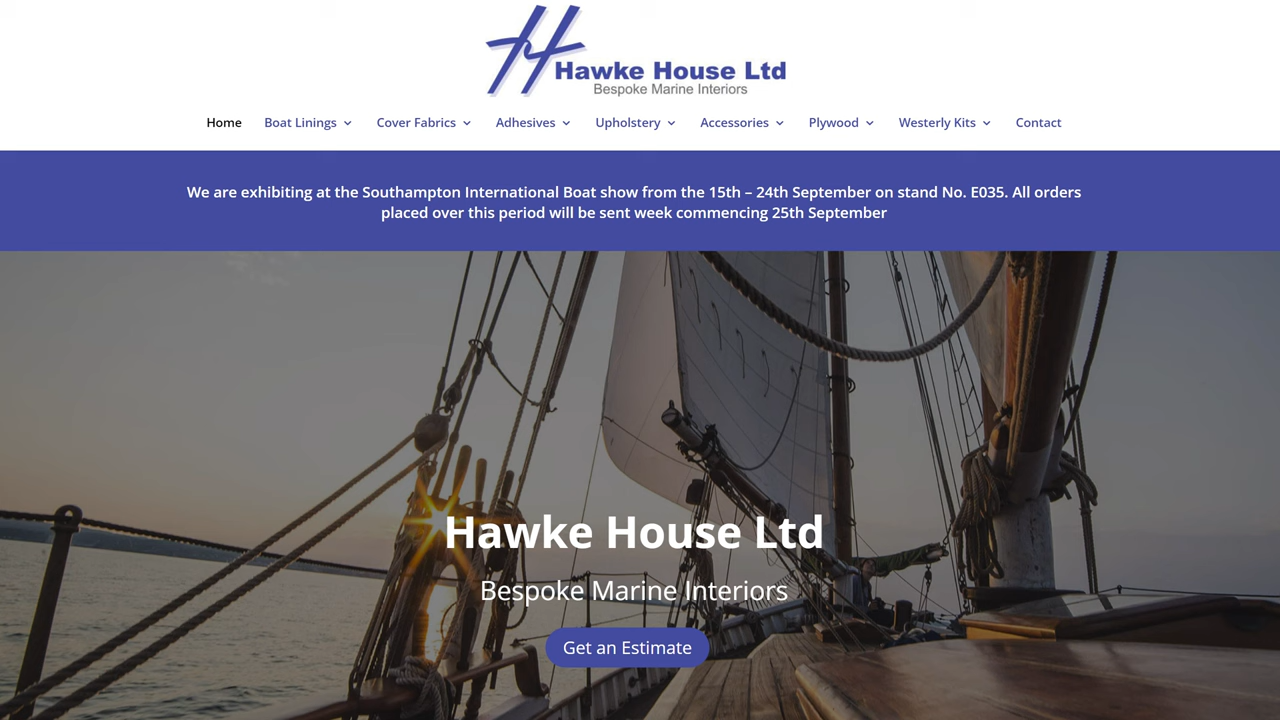 Hawke House Ltd
Bespoke Marine Interiors
Home Boat Linings Cover Fabrics Adhesives Upholstery Accessories Plywood Westerly Kits Contact
We are exhibiting at the Southampton International Boat show from the 15th – 24th September on stand No. E035. All orders
placed over this period will be sent week commencing 25th September
Hawke House Ltd
Bespoke Marine Interiors
Get an Estimate